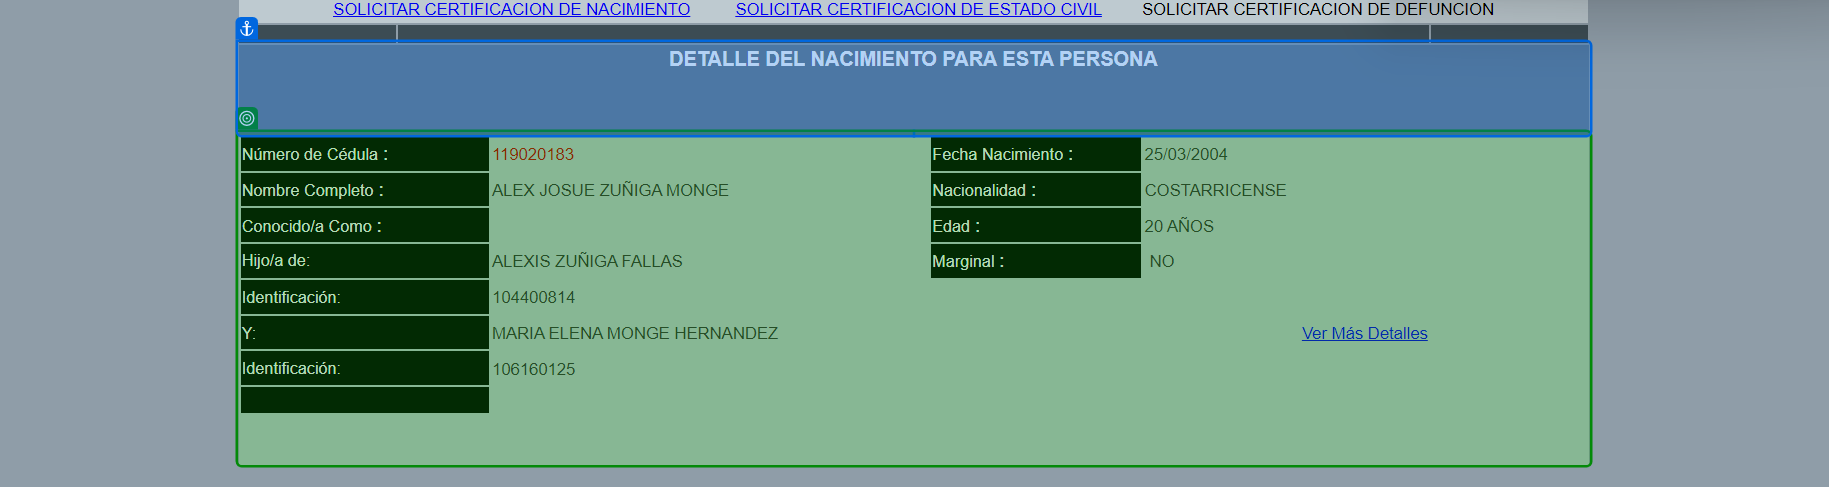 SOLICITAR CERTIFICACION DE NACIMIENTO SOLICITAR CERTIFICACION DE ESTADO CIVIL SOLICITAR CERTIFICACION DE DEFUNCION
DETALLE DEL NACIMIENTO PARA ESTA PERSONA
Número de Cédula : 119020183 Fecha Nacimiento : 25/03/2004
Nombre Completo : ALEX JOSUE ZUÑIGA MONGE Nacionalidad : COSTARRICENSE
Conocido/a Como : Edad : 20 AÑOS
Hijo/a de: ALEXIS ZUÑIGA FALLAS Marginal : NO
Identificación: 104400814
Y: MARIA ELENA MONGE HERNANDEZ Ver Más Detalles
Identificación: 106160125